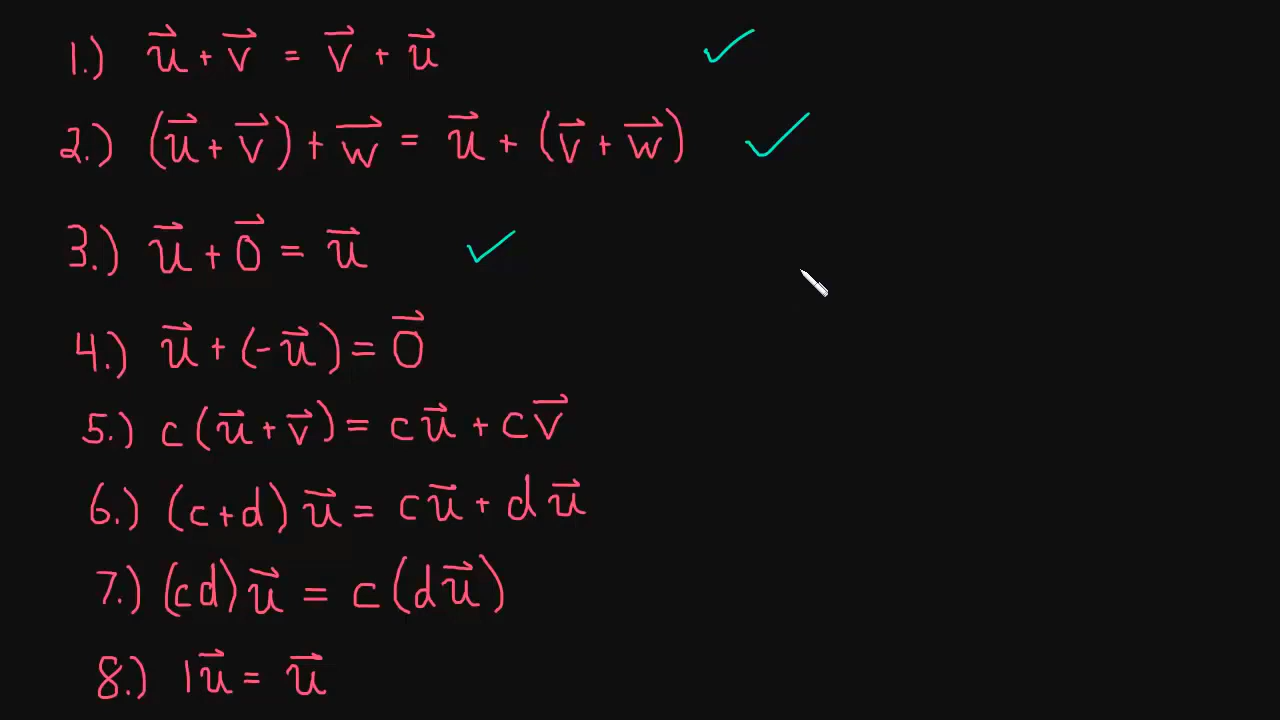 1.) u⃗ + v⃗ = v⃗ + u⃗ ✓
2.) (u⃗ + v⃗) + w⃗ = u⃗ + (v⃗ + w⃗) ✓
3.) u⃗ + 0⃗ = u⃗ ✓
4.) u⃗ + (-u⃗) = 0⃗
5.) c(u⃗ + v⃗) = cu⃗ + cv⃗
6.) (c+d)u⃗ = cu⃗ + du⃗
7.) (cd)u⃗ = c(du⃗)
8.) 1u⃗ = u⃗